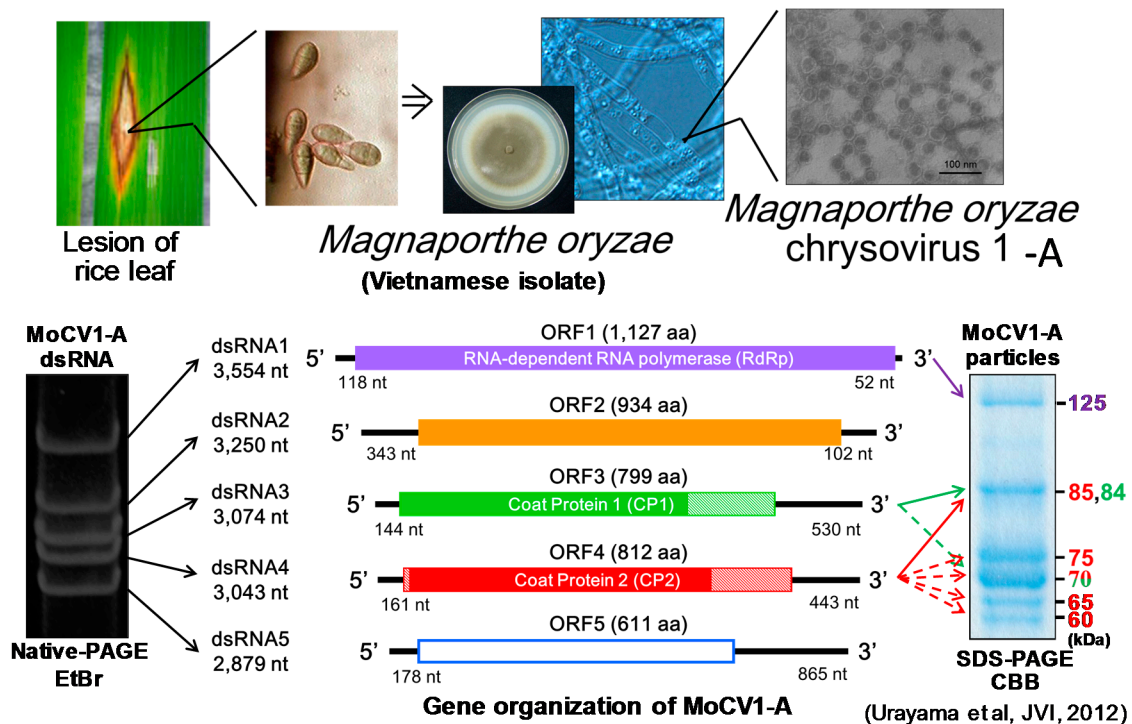 100 nm
Lesion of
rice leaf
Magnaporthe oryzae
(Vietnamese isolate)
Magnaporthe oryzae
chrysovirus 1 -A
MoCV1-A
dsRNA
Native-PAGE
EtBr
dsRNA1
3,554 nt
dsRNA2
3,250 nt
dsRNA3
3,074 nt
dsRNA4
3,043 nt
dsRNA5
2,879 nt
ORF1 (1,127 aa)
5’ RNA-dependent RNA polymerase (RdRp) 3’
118 nt 52 nt
ORF2 (934 aa)
5’ 3’
343 nt 102 nt
ORF3 (799 aa)
5’ Coat Protein 1 (CP1) 3’
144 nt 530 nt
ORF4 (812 aa)
5’ Coat Protein 2 (CP2) 3’
161 nt 443 nt
ORF5 (611 aa)
5’ 3’
178 nt 865 nt
Gene organization of MoCV1-A
MoCV1-A
particles
125
85,84
75
70
70
65
60
(kDa)
SDS-PAGE
CBB
(Urayama et al, JVI, 2012)